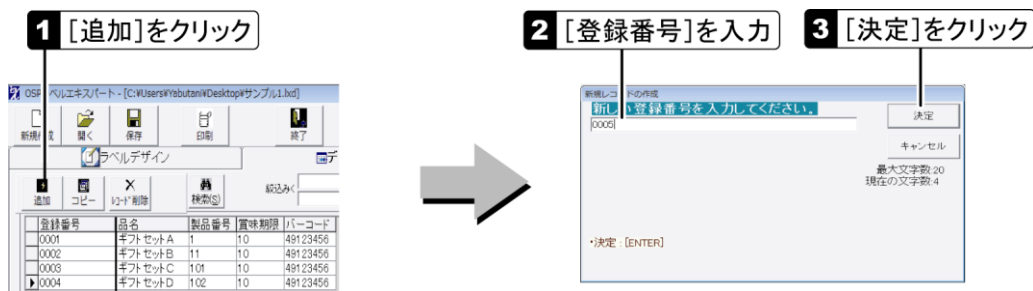 1 [追加]をクリック
2 [登録番号]を入力
3 [決定]をクリック
ベルエキスパート - [C:¥Users¥Yabutani¥Desktop¥サンプル1.lxd]
開く 保存 印刷 終了
ラベルデザイン
追加 コピー ﾚｺｰﾄﾞ削除 検索(S) 絞込みく
登録番号 品名 製品番号 賞味期限 バーコード
0001 ギフトセットA 1 10 49123456
0002 ギフトセットB 11 10 49123456
0003 ギフトセットC 101 10 49123456
0004 ギフトセットD 102 10 49123456
新規レコードの作成
新しい登録番号を入力してください。
0005
決定
キャンセル
最大文字数:20
現在の文字数:4
・決定 : [ENTER]